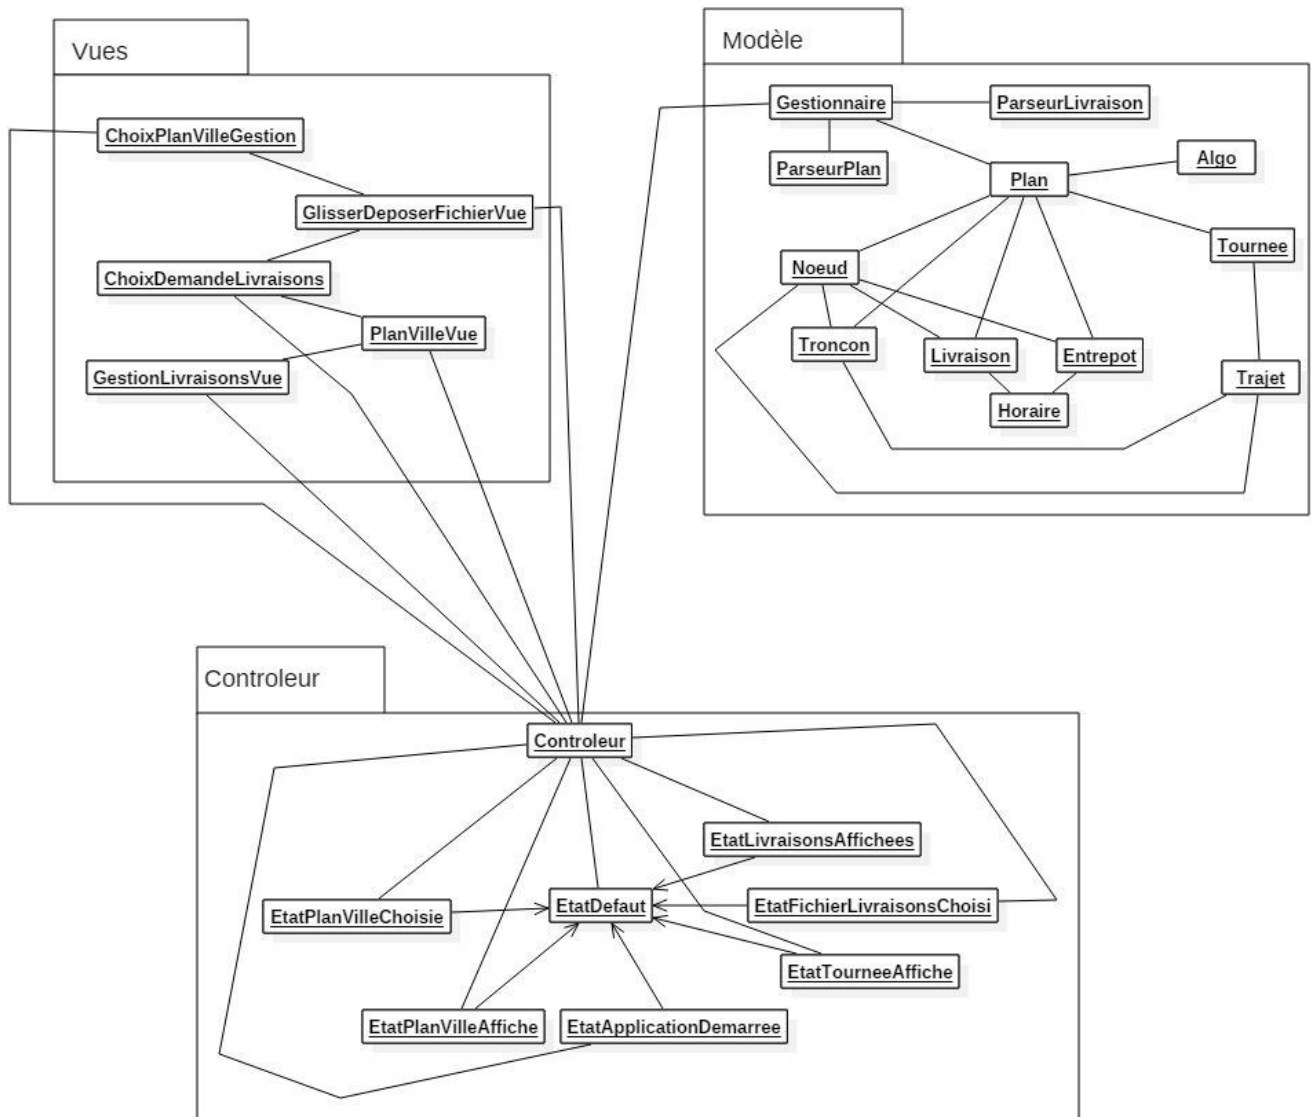 Vues
Modèle
Gestionnaire
ParseurLivraison
ChoixPlanVilleGestion
ParseurPlan
Algo
Plan
GlisserDeposerFichierVue
Tournee
ChoixDemandeLivraisons
Noeud
PlanVilleVue
Troncon
Livraison
Entrepot
GestionLivraisonsVue
Trajet
Horaire
Controleur
Controleur
EtatLivraisonsAffichees
EtatPlanVilleChoisie
EtatDefaut
EtatFichierLivraisonsChoisi
EtatTourneeAffiche
EtatPlanVilleAffiche
EtatApplicationDemarree